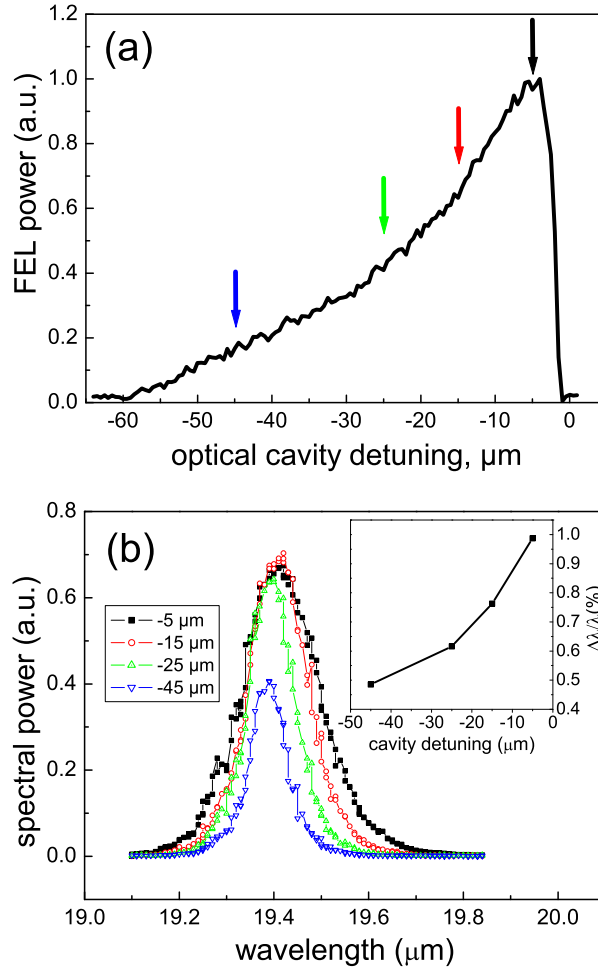 (a)
FEL power (a.u.)
1.0
0.8
0.6
0.4
0.2
0.0
-60 -50 -40 -30 -20 -10 0
optical cavity detuning, µm
(b)
spectral power (a.u.)
0.8
0.6
0.4
0.2
0.0
-5 µm
-15 µm
-25 µm
-45 µm
1.0
0.9
0.8
0.7
0.6
0.5
0.4
Δλ/λ(%)
-50 -40 -30 -20 -10 0
cavity detuning (µm)
19.0 19.2 19.4 19.6 19.8 20.0
wavelength (µm)